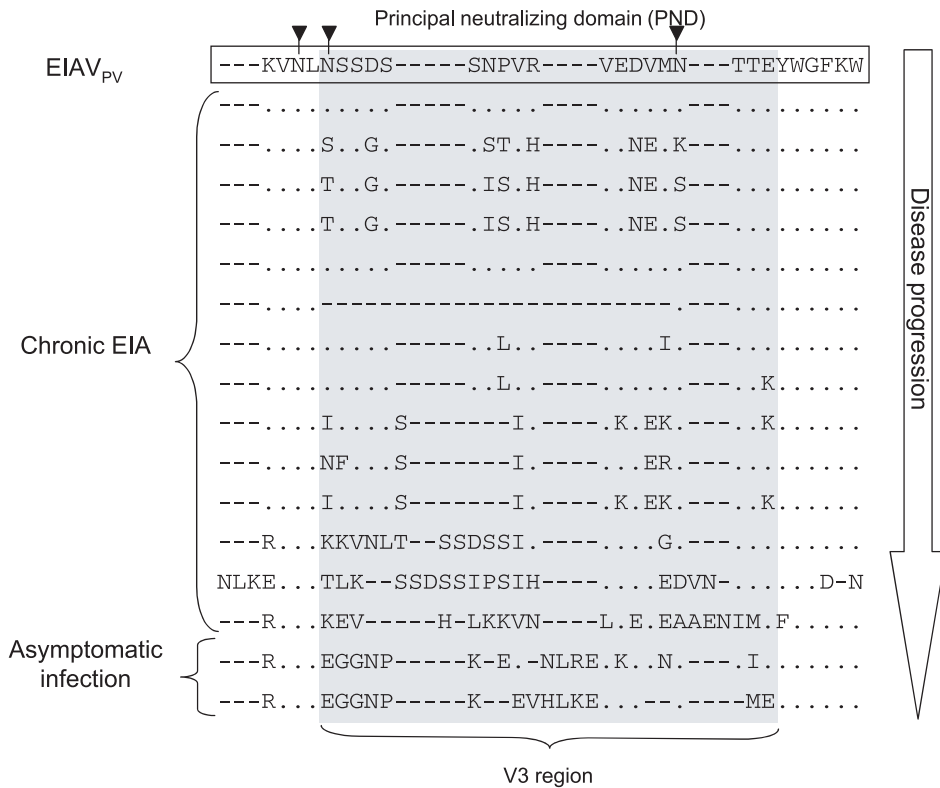 Principal neutralizing domain (PND)
EIAVPV
---KVNLNSSDS-----SNPVR----VEDVMN---TTEYWGFKW
---.........-----.....----......---.........
---....S..G.-----.ST.H----..NE.K---.........
---....T..G.-----.IS.H----..NE.S---.........
---....T..G.-----.IS.H----..NE.S---.........
---.........-----.....----......---.........
---....------------------------.---.........
---.........-----..L..----....I.---.........
---.........-----..L..----......---..K......
---....I....S-------I.----.K.EK.---..K......
---....NF...S-------I.----...ER.---.........
---....I....S-------I.----.K.EK.---..K......
---R...KKVNLT--SSDSSI.----....G.---.........
NLKE...TLK--SSDSSIPSIH----....EDVN-......D-N
---R...KEV-----H-LKKVN----L.E.EAAENIM.F.....
---R...EGGNP-----K-E.-NLRE.K..N.---.I.......
---R...EGGNP-----K--EVHLKE...--.----ME......
Chronic EIA
Asymptomatic
infection
Disease progression
V3 region